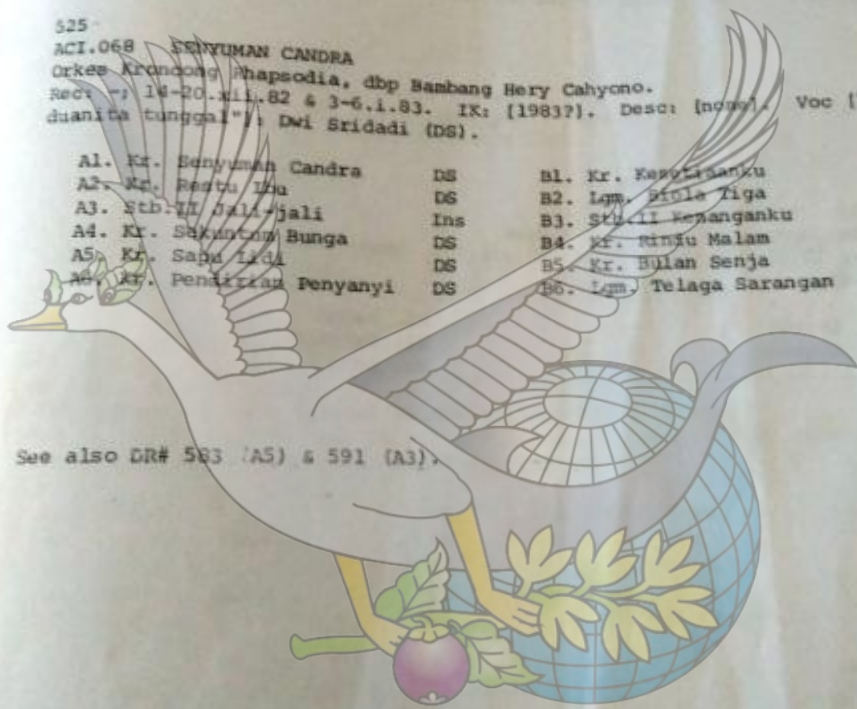 525
ACI.068 SENYUMAN CANDRA
Orkes Kroncong Rhapsodia, dbp Bambang Hery Cahyono.
Rec: -; 14-20.xii.82 & 3-6.i.83. IK: [1983?]. Desc: [none]. Voc [
duanita tunggal"]: Dwi Sridadi (DS).
A1. Kr. Senyuman Candra DS B1. Kr. Kesetiaanku
A2. Kr. Restu Ibu DS B2. Lgm. Biola Tiga
A3. Stb.II Jali-jali Ins B3. Stb.II Kenanganku
A4. Kr. Sakuntum Bunga DS B4. Kr. Rindu Malam
A5. Kr. Sapu Lidi DS B5. Kr. Bulan Senja
A6. Kr. Pendirian Penyanyi DS B6. Lgm. Telaga Sarangan
See also DR# 583 (A5) & 591 (A3).